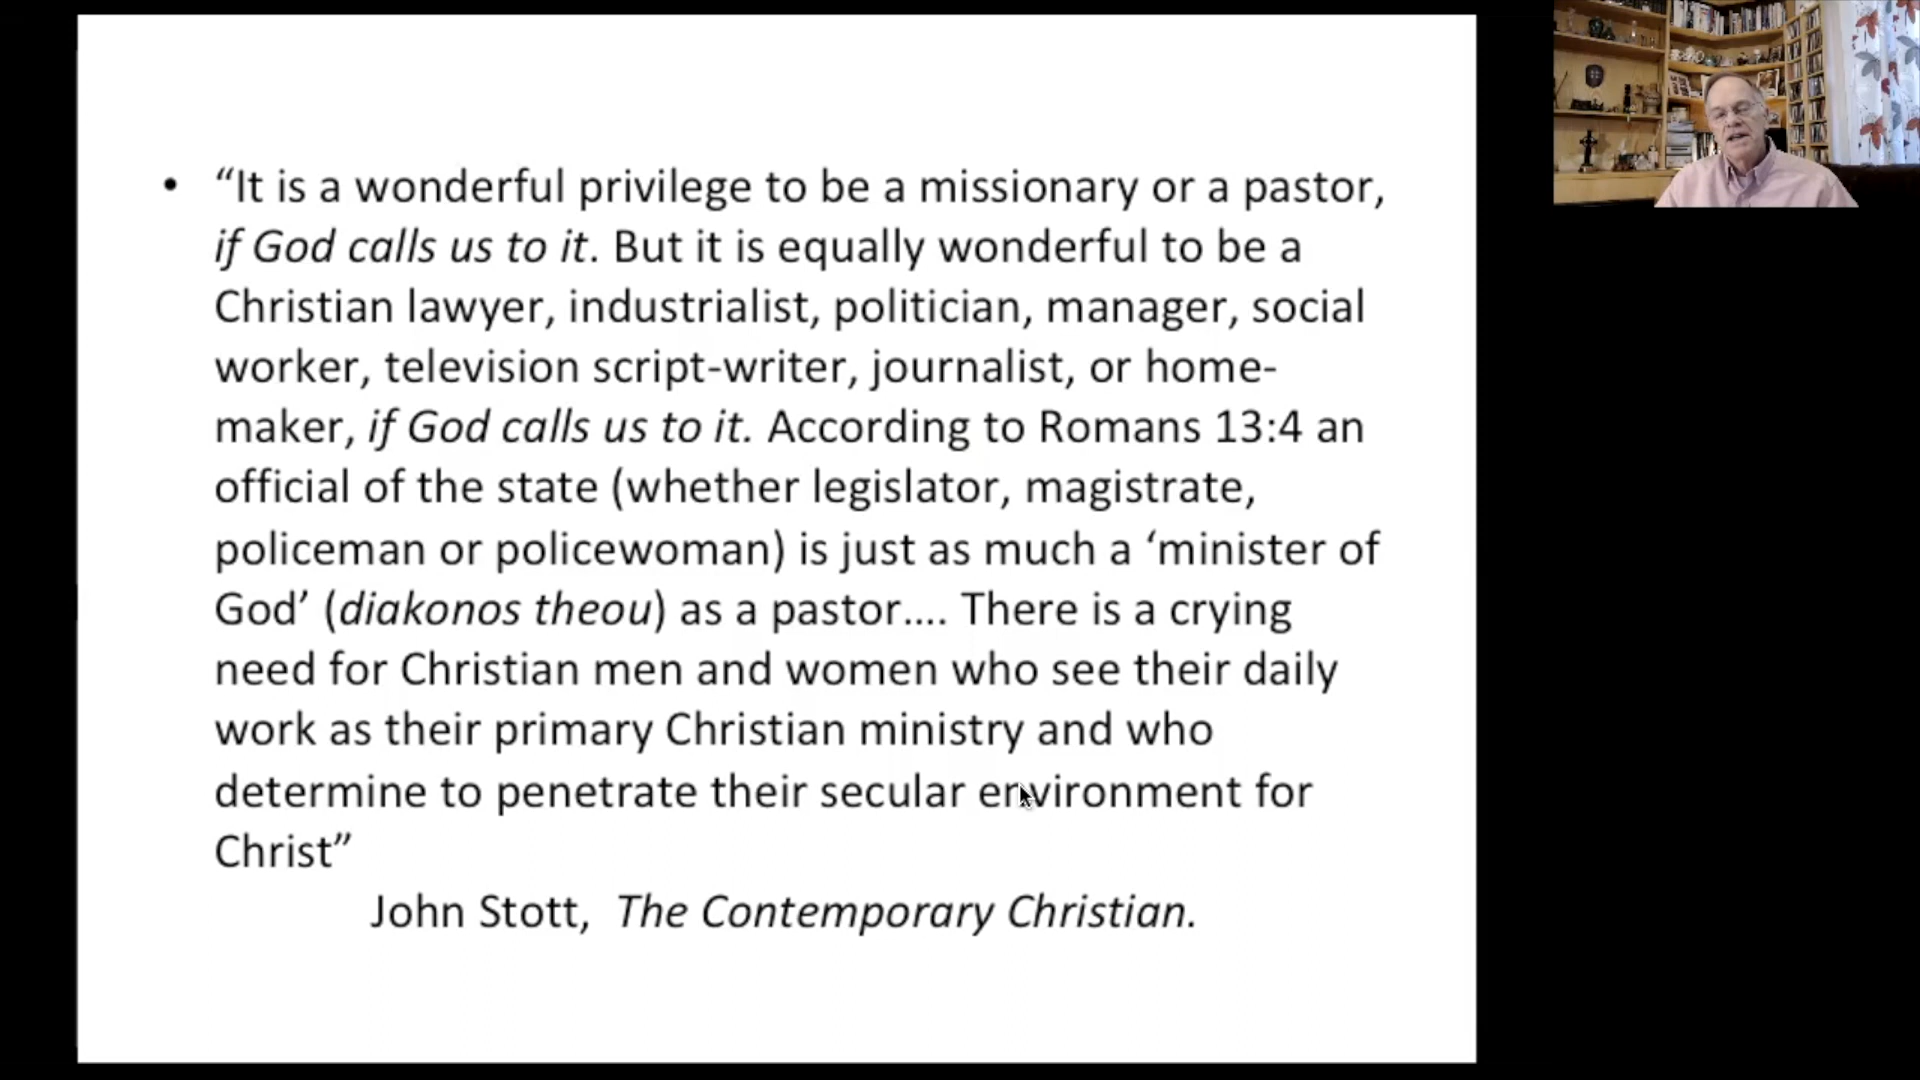 • “It is a wonderful privilege to be a missionary or a pastor,
if God calls us to it. But it is equally wonderful to be a
Christian lawyer, industrialist, politician, manager, social
worker, television script-writer, journalist, or home-
maker, if God calls us to it. According to Romans 13:4 an
official of the state (whether legislator, magistrate,
policeman or policewoman) is just as much a ‘minister of
God’ (diakonos theou) as a pastor.... There is a crying
need for Christian men and women who see their daily
work as their primary Christian ministry and who
determine to penetrate their secular environment for
Christ”
John Stott, The Contemporary Christian.